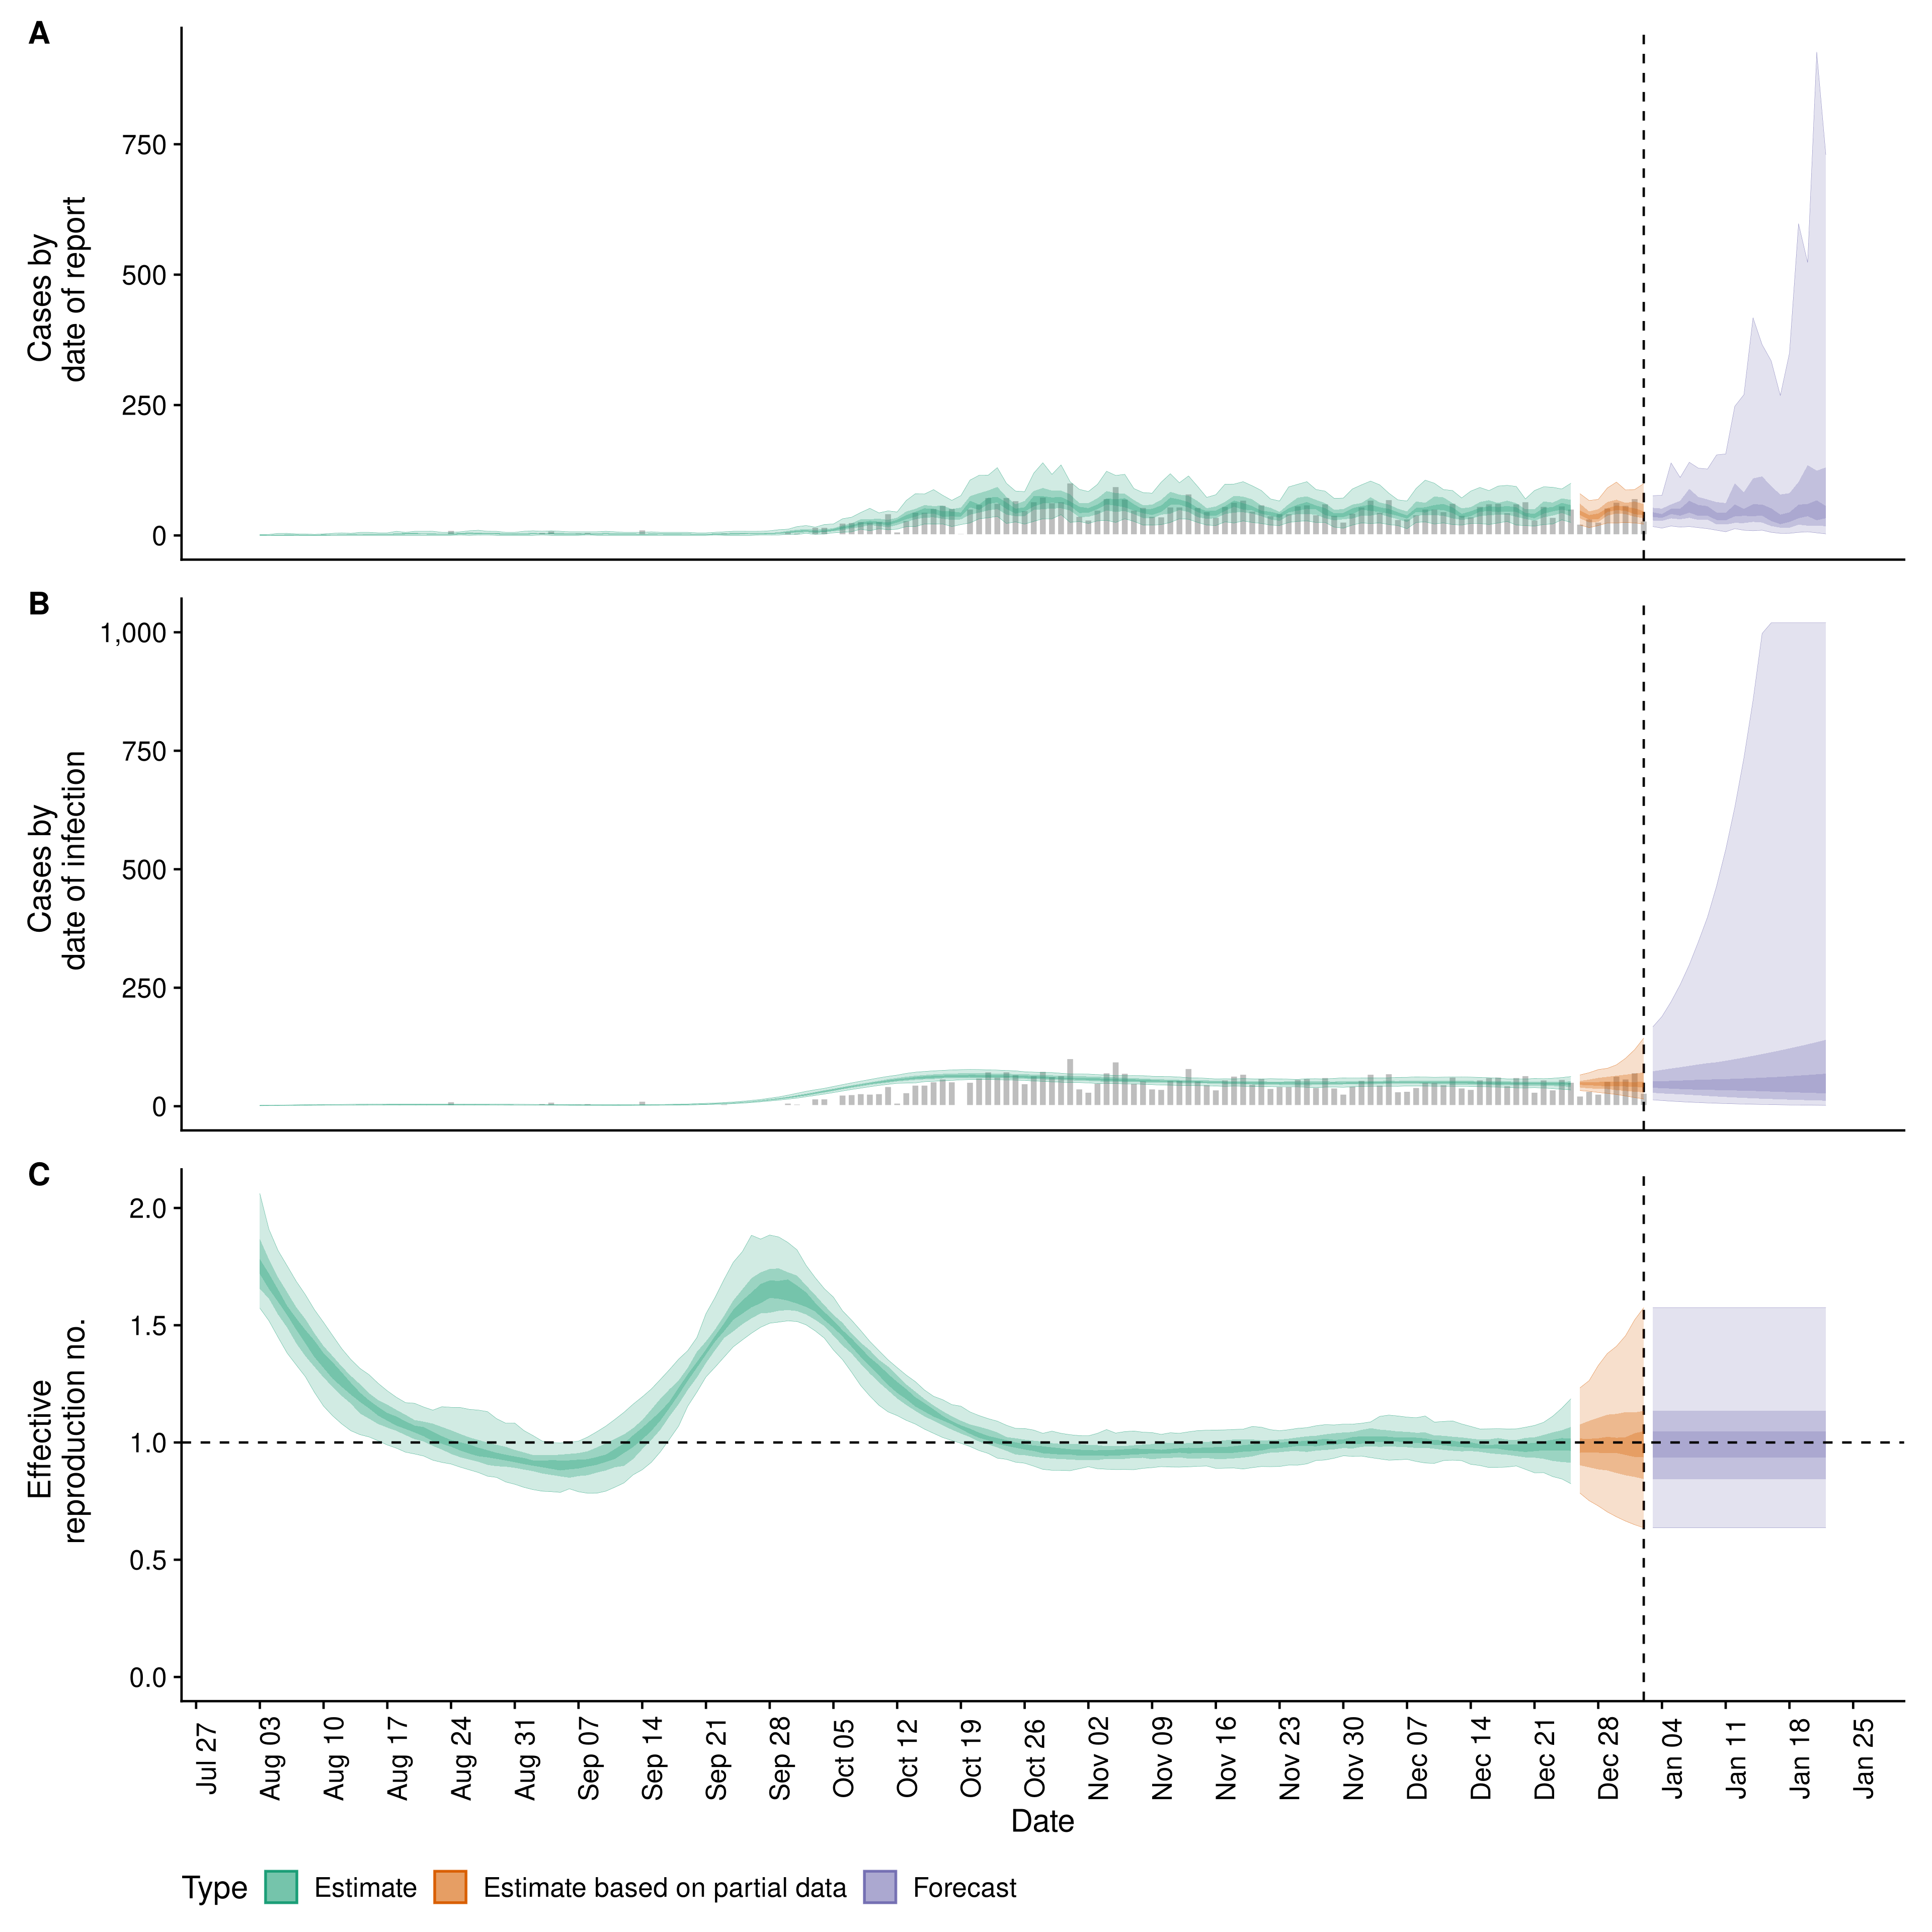 A
Cases by
date of report
750
500
250
0
B
Cases by
date of infection
1,000
750
500
250
0
C
Effective
reproduction no.
2.0
1.5
1.0
0.5
0.0
Jul 27
Aug 03
Aug 10
Aug 17
Aug 24
Aug 31
Sep 07
Sep 14
Sep 21
Sep 28
Oct 05
Oct 12
Oct 19
Oct 26
Nov 02
Nov 09
Nov 16
Nov 23
Nov 30
Dec 07
Dec 14
Dec 21
Dec 28
Jan 04
Jan 11
Jan 18
Jan 25
Date
Type Estimate Estimate based on partial data Forecast